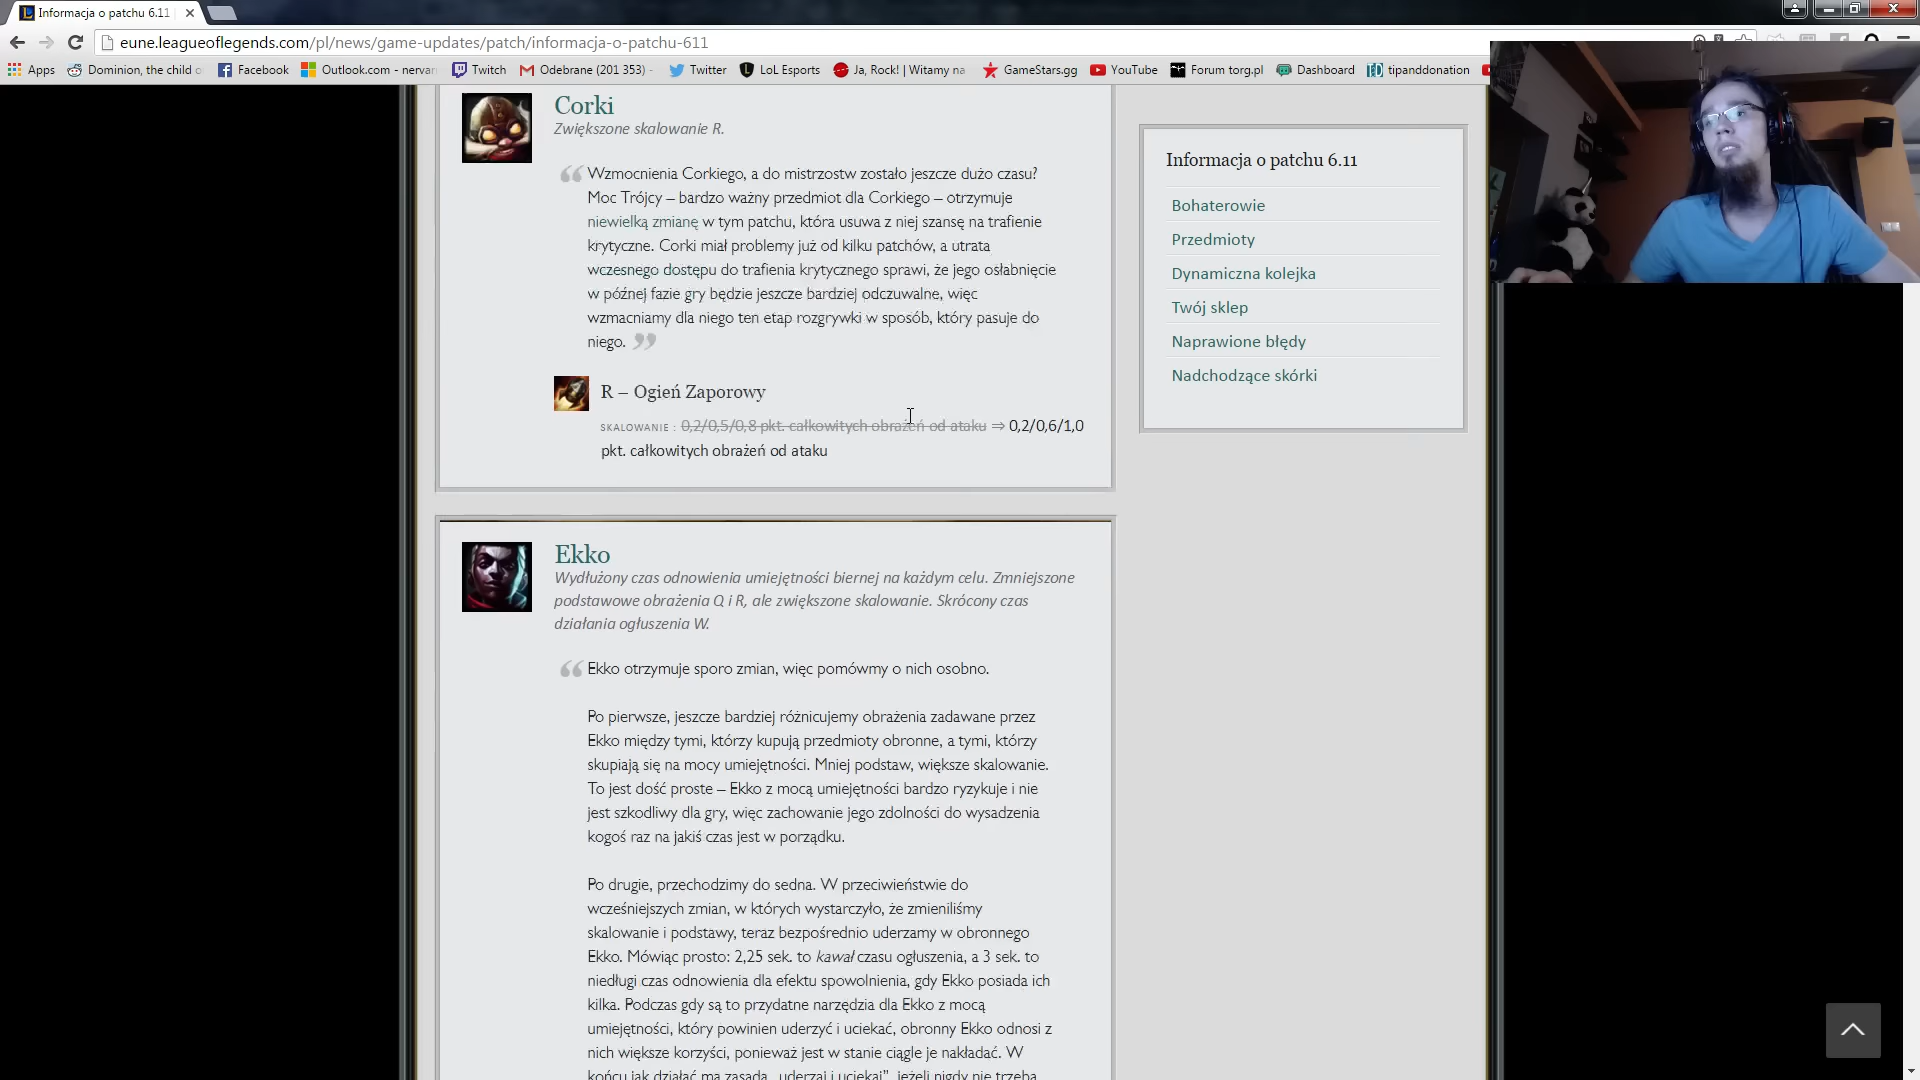 Informacja o patchu 6.11
eune.leagueoflegends.com/pl/news/game-updates/patch/informacja-o-patchu-611
Apps Dominion, the child o Facebook Outlook.com - nervar Twitch Odebrane (201 353) - Twitter LoL Esports Ja, Rock! | Witamy na GameStars.gg YouTube Forum torg.pl Dashboard tipanddonation
Corki
Zwiększone skalowanie R.
“ Wzmocnienia Corkiego, a do mistrzostw zostało jeszcze dużo czasu?
Moc Trójcy – bardzo ważny przedmiot dla Corkiego – otrzymuje
niewielką zmianę w tym patchu, która usuwa z niej szansę na trafienie
krytyczne. Corki miał problemy już od kilku patchów, a utrata
wczesnego dostępu do trafienia krytycznego sprawi, że jego osłabnięcie
w późnej fazie gry będzie jeszcze bardziej odczuwalne, więc
wzmacniamy dla niego ten etap rozgrywki w sposób, który pasuje do
niego. ”
R – Ogień Zaporowy
SKALOWANIE : 0,2/0,5/0,8 pkt. całkowitych obrażeń od ataku ⇒ 0,2/0,6/1,0
pkt. całkowitych obrażeń od ataku
Ekko
Wydłużony czas odnowienia umiejętności biernej na każdym celu. Zmniejszone
podstawowe obrażenia Q i R, ale zwiększone skalowanie. Skrócony czas
działania ogłuszenia W.
“ Ekko otrzymuje sporo zmian, więc pomówmy o nich osobno.
Po pierwsze, jeszcze bardziej różnicujemy obrażenia zadawane przez
Ekko między tymi, którzy kupują przedmioty obronne, a tymi, którzy
skupiają się na mocy umiejętności. Mniej podstaw, większe skalowanie.
To jest dość proste – Ekko z mocą umiejętności bardzo ryzykuje i nie
jest szkodliwy dla gry, więc zachowanie jego zdolności do wysadzenia
kogoś raz na jakiś czas jest w porządku.
Po drugie, przechodzimy do sedna. W przeciwieństwie do
wcześniejszych zmian, w których wystarczyło, że zmieniliśmy
skalowanie i podstawy, teraz bezpośrednio uderzamy w obronnego
Ekko. Mówiąc prosto: 2,25 sek. to kawał czasu ogłuszenia, a 3 sek. to
niedługi czas odnowienia dla efektu spowolnienia, gdy Ekko posiada ich
kilka. Podczas gdy są to przydatne narzędzia dla Ekko z mocą
umiejętności, który powinien uderzyć i uciekać, obronny Ekko odnosi z
nich większe korzyści, ponieważ jest w stanie ciągle je nakładać. W
końcu jak działać ma zasada „uderzaj i uciekaj”, jeżeli nigdy nie trzeba
Informacja o patchu 6.11
Bohaterowie
Przedmioty
Dynamiczna kolejka
Twój sklep
Naprawione błędy
Nadchodzące skórki